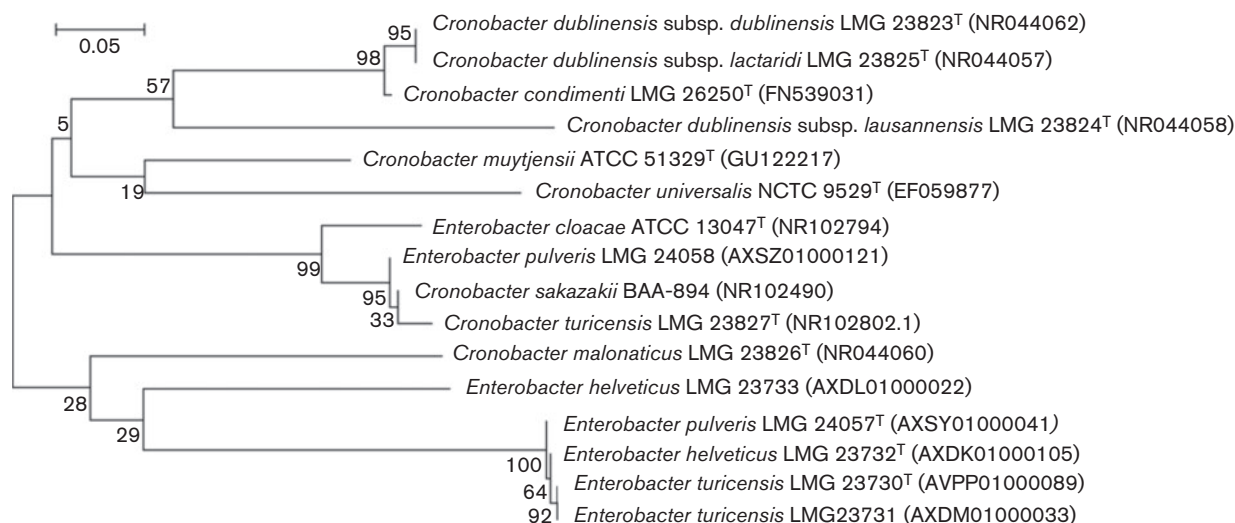 0.05
95
Cronobacter dublinensis subsp. dublinensis LMG 23823ᵀ (NR044062)
98
Cronobacter dublinensis subsp. lactaridi LMG 23825ᵀ (NR044057)
57
Cronobacter condimenti LMG 26250ᵀ (FN539031)
5
Cronobacter dublinensis subsp. lausannensis LMG 23824ᵀ (NR044058)
Cronobacter muytjensii ATCC 51329ᵀ (GU122217)
19
Cronobacter universalis NCTC 9529ᵀ (EF059877)
Enterobacter cloacae ATCC 13047ᵀ (NR102794)
99
Enterobacter pulveris LMG 24058 (AXSZ01000121)
95
Cronobacter sakazakii BAA-894 (NR102490)
33
Cronobacter turicensis LMG 23827ᵀ (NR102802.1)
Cronobacter malonaticus LMG 23826ᵀ (NR044060)
28
Enterobacter helveticus LMG 23733 (AXDL01000022)
29
Enterobacter pulveris LMG 24057ᵀ (AXSY01000041)
100
Enterobacter helveticus LMG 23732ᵀ (AXDK01000105)
64
Enterobacter turicensis LMG 23730ᵀ (AVPP01000089)
92
Enterobacter turicensis LMG23731 (AXDM01000033)